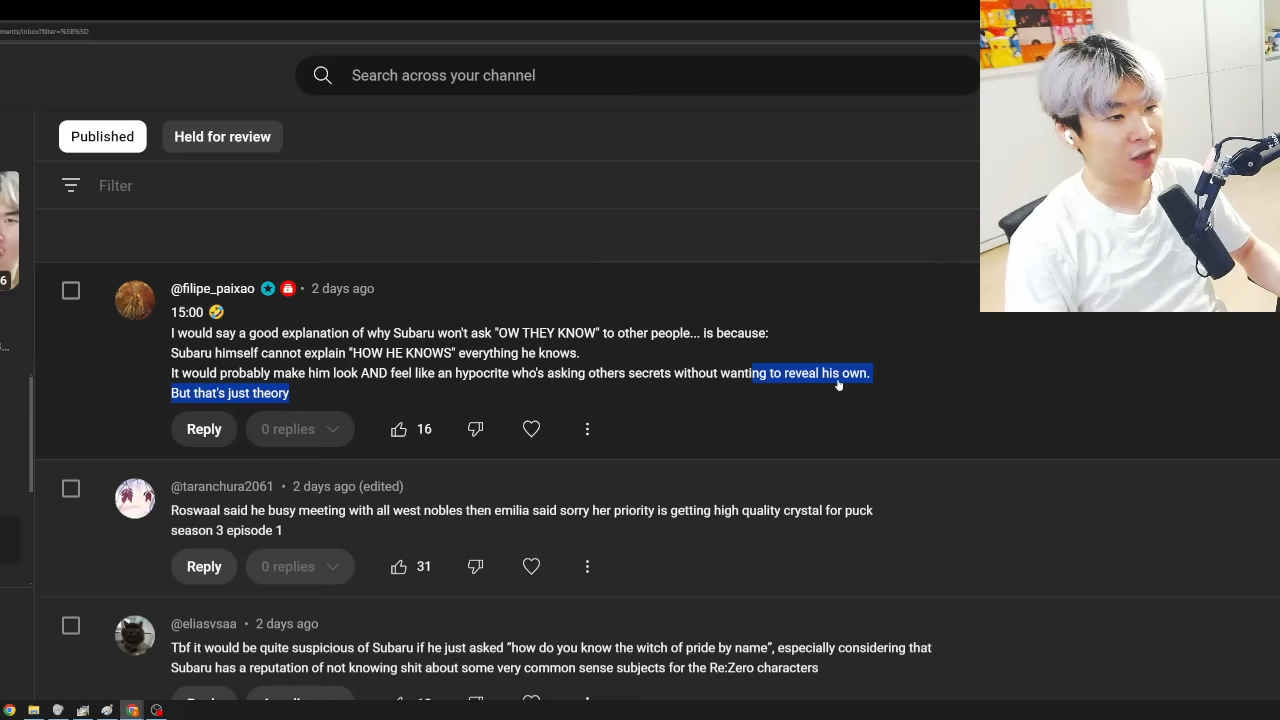 ments/inbox?filter=%5B%5D
Search across your channel
Published
Held for review
Filter
6
@filipe_paixao • 2 days ago
15:00 🤣
I would say a good explanation of why Subaru won't ask "OW THEY KNOW" to other people... is because:
Subaru himself cannot explain "HOW HE KNOWS" everything he knows.
It would probably make him look AND feel like an hypocrite who's asking others secrets without wanting to reveal his own.
But that's just theory
Reply
0 replies
16
@taranchura2061 • 2 days ago (edited)
Roswaal said he busy meeting with all west nobles then emilia said sorry her priority is getting high quality crystal for puck
season 3 episode 1
Reply
0 replies
31
@eliasvsaa • 2 days ago
Tbf it would be quite suspicious of Subaru if he just asked "how do you know the witch of pride by name", especially considering that
Subaru has a reputation of not knowing shit about some very common sense subjects for the Re:Zero characters